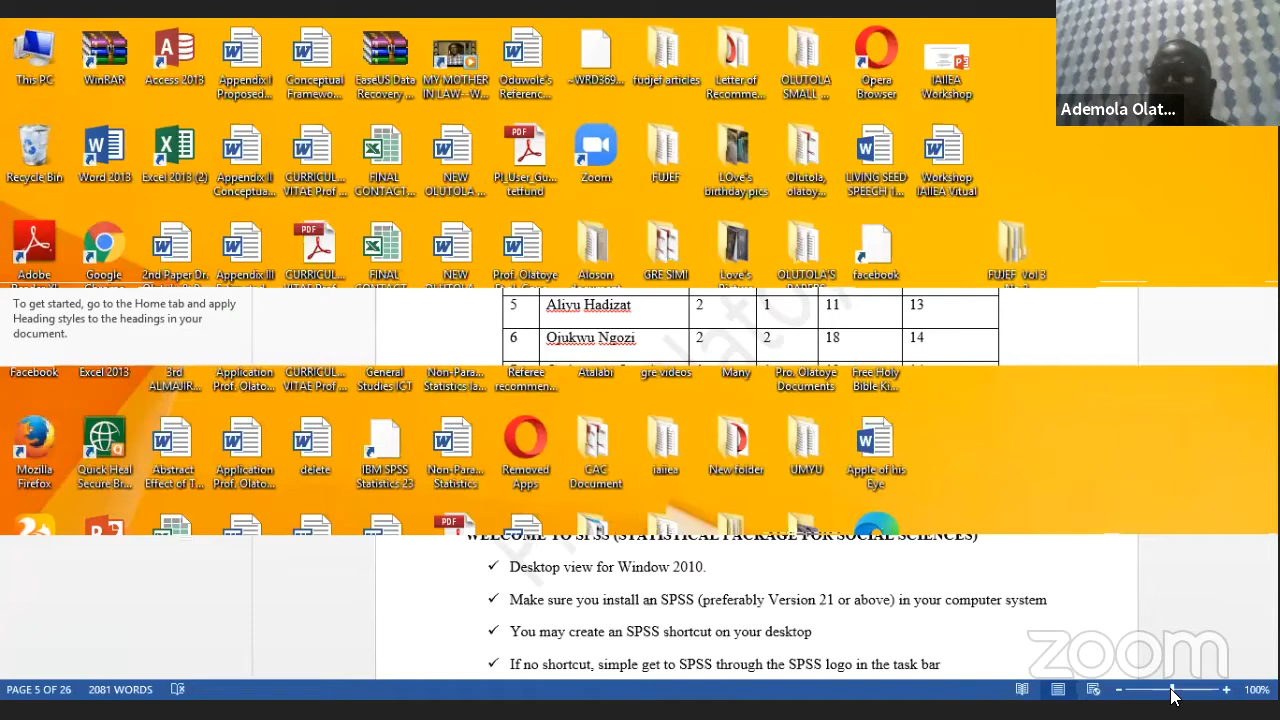 This PC
WinRAR
Access 2013
Appendix I
Proposed...
Conceptual
Framewo...
EaseUS Data
Recovery ...
MY MOTHER
IN LAW--W...
Oduwole's
Referenc...
~WRD369...
fudjef articles
Letter of
Recomme...
OLUTOLA
SMALL ...
Opera
Browser
IAIIEA
Workshop
Ademola Olat...
Recycle Bin
Word 2013
Excel 2013 (2)
Appendix II
Conceptua...
CURRICUL...
VITAE Prof ...
FINAL
CONTACT...
NEW
OLUTOLA ...
PI_User_Gu...
tetfund
Zoom
FUJEF
LOve's
birthday pics
Olutola,
olatoy...
LIVING SEED
SPEECH 1...
Workshop
IAIIEA Vitual
Adobe
Google
2nd Paper Dr.
Appendix III
CURRICUL...
FINAL
NEW
Prof. Olatoye
Aloson
GRE SIMI
Love's
OLUTOLA'S
facebook
FUJEF Vol 3
To get started, go to the Home tab and apply
Heading styles to the headings in your
document.
5 Aliyu Hadizat 2 1 11 13
6 Ojukwu Ngozi 2 2 18 14
Facebook
Excel 2013
3rd
ALMAJIR...
Application
Prof. Olato...
CURRICUL...
VITAE Prof ...
General
Studies ICT
Non-Para...
Statistics la...
Referee
recommen...
Atalabi
gre videos
Many
Pro. Olatoye
Documents
Free Holy
Bible Ki...
Mozilla
Firefox
Quick Heal
Secure Br...
Abstract
Effect of T...
Application
Prof. Olato...
delete
IBM SPSS
Statistics 23
Non-Para...
Statistics
Removed
Apps
CAC
Document
iaiiea
New folder
UMYU
Apple of his
Eye
WELCOME TO SPSS (STATISTICAL PACKAGE FOR SOCIAL SCIENCES)
✓ Desktop view for Window 2010.
✓ Make sure you install an SPSS (preferably Version 21 or above) in your computer system
✓ You may create an SPSS shortcut on your desktop
✓ If no shortcut, simple get to SPSS through the SPSS logo in the task bar
zoom
PAGE 5 OF 26 2081 WORDS 100%